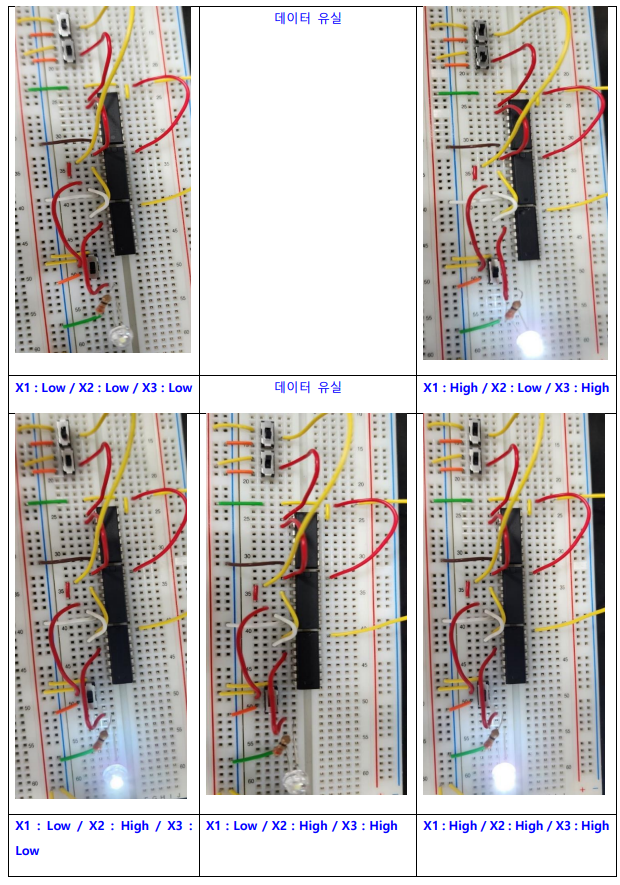 데이터 유실
X1 : Low / X2 : Low / X3 : Low
데이터 유실
X1 : High / X2 : Low / X3 : High
X1 : Low / X2 : High / X3 :
Low
X1 : Low / X2 : High / X3 : High
X1 : High / X2 : High / X3 : High